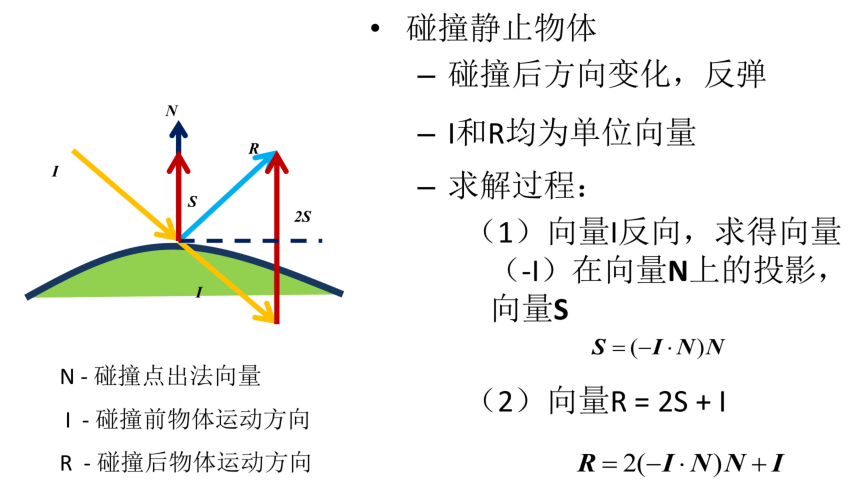 • 碰撞静止物体
– 碰撞后方向变化，反弹
– I和R均为单位向量
– 求解过程：
（1）向量I反向，求得向量
（-I）在向量N上的投影，
向量S
S = (−I · N)N
（2）向量R = 2S + I
R = 2(−I · N)N + I
N
R
I
S
2S
I
N - 碰撞点出法向量
I - 碰撞前物体运动方向
R - 碰撞后物体运动方向